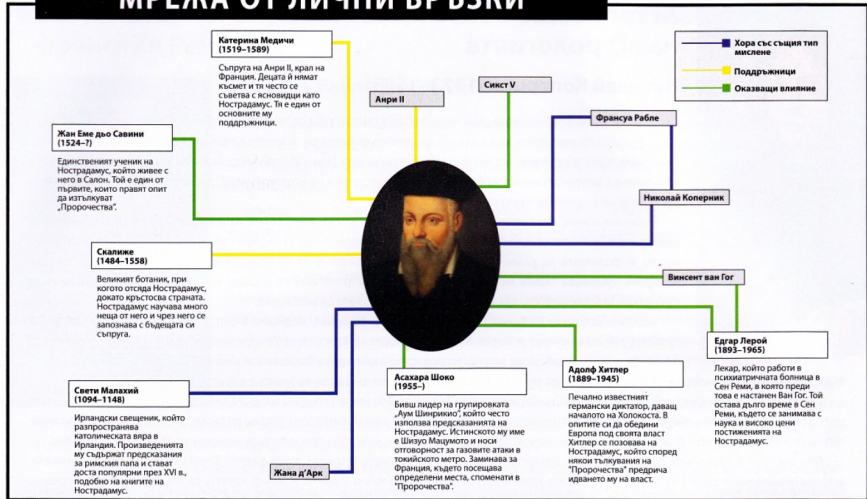 МРЕЖА ОТ ЛИЧНИ ВРЪЗКИ
Катерина Медичи
(1519–1589)
Съпруга на Анри II, крал на
Франция. Децата ѝ нямат
късмет и тя често се
съветва с ясновидци като
Нострадамус. Тя е един от
основните му
поддръжници.
Анри II
Сикст V
Франсуа Рабле
Хора със същия тип
мислене
Поддръжници
Оказващи влияние
Жан Еме дьо Савини
(1524–?)
Единственият ученик на
Нострадамус, който живее с
него в Салон. Той е един от
първите, които правят опит
да изтълкуват
„Пророчества".
Николай Коперник
Скалиже
(1484–1558)
Великият ботаник, при
когото отсяда Нострадамус,
докато кръстосва страната.
Нострадамус научава много
неща от него и чрез него се
запознава с бъдещата си
съпруга.
Винсент ван Гог
Свети Малахий
(1094–1148)
Ирландски свещеник, който
разпространява
католическата вяра в
Ирландия. Произведенията
му съдържат предсказания
за римския папа и стават
доста популярни през XVI в.,
подобно на книгите на
Нострадамус.
Жана д’Арк
Асахара Шоко
(1955–)
Бивш лидер на групировката
„Аум Шинрикио", който често
използва предсказанията на
Нострадамус. Истинското му име
е Шизуо Мацумото и носи
отговорност за газовите атаки в
токийското метро. Заминава за
Франция, където посещава
определени места, споменати в
"Пророчества".
Адолф Хитлер
(1889–1945)
Печално известният
германски диктатор, даващ
началото на Холокоста. В
опитите си да обедини
Европа под своята власт
Хитлер се позовава на
Нострадамус, който според
някои тълкувания на
"Пророчества" предрича
идването му на власт.
Едгар Лерой
(1893–1965)
Лекар, който работи в
психиатричната болница в
Сен Реми, в която преди
това е настанен Ван Гог. Той
остава дълго време в Сен
Реми, където се занимава с
наука и високо цени
постиженията на
Нострадамус.